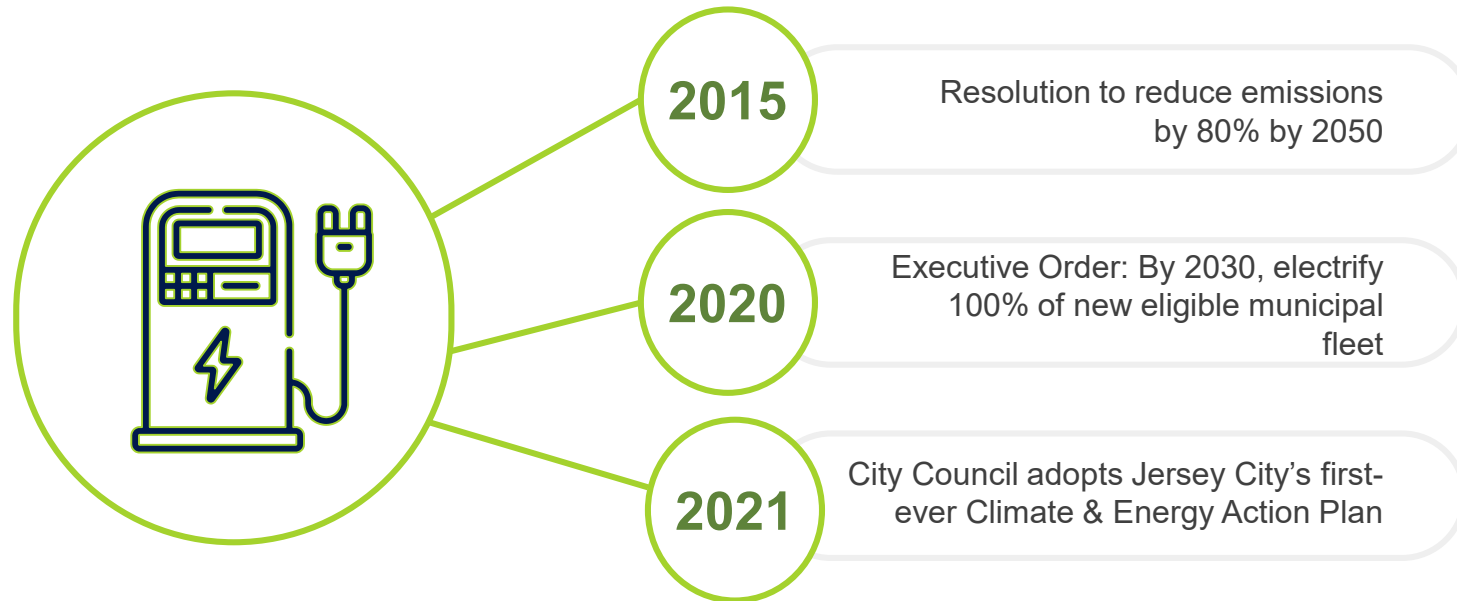 2015
Resolution to reduce emissions
by 80% by 2050
2020
Executive Order: By 2030, electrify
100% of new eligible municipal
fleet
2021
City Council adopts Jersey City’s first-
ever Climate & Energy Action Plan